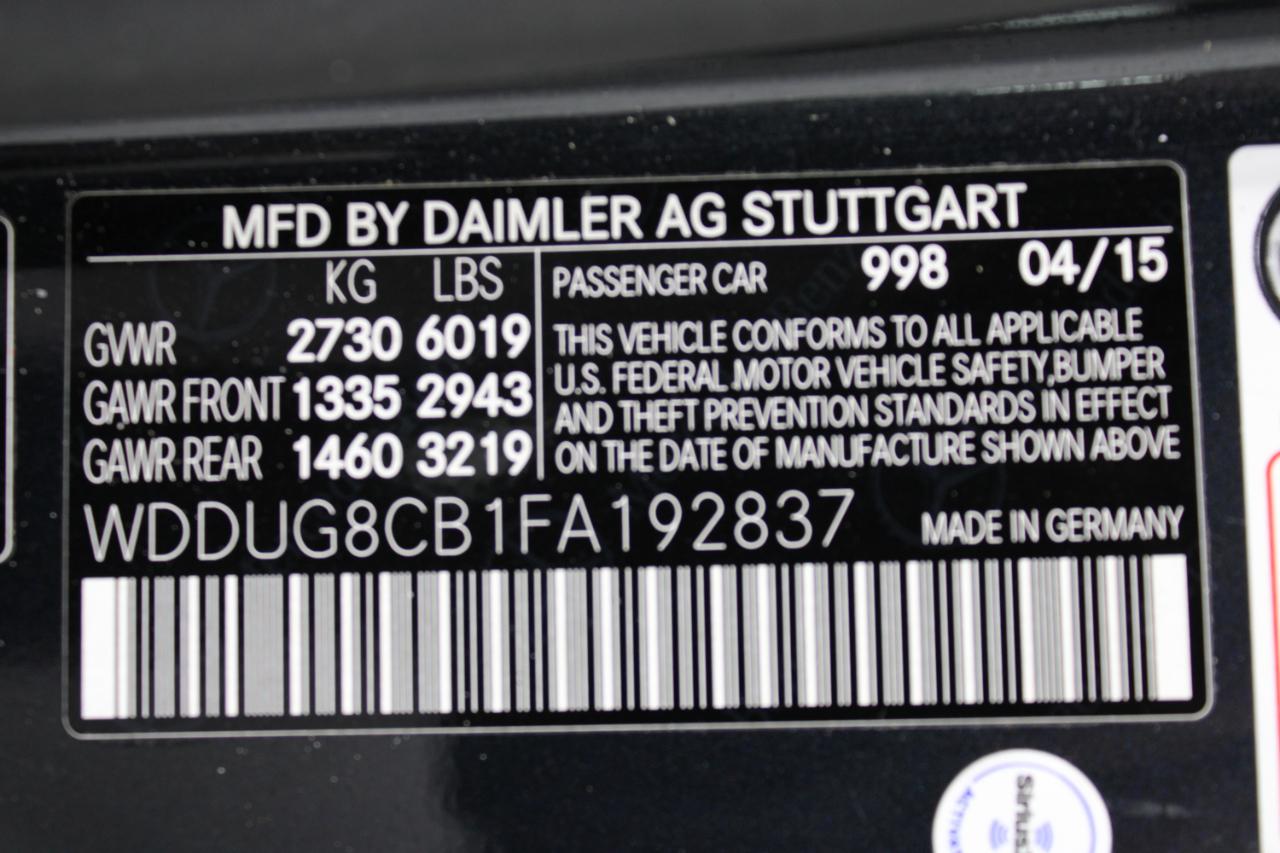 MFD BY DAIMLER AG STUTTGART
KG LBS
GVWR 2730 6019
GAWR FRONT 1335 2943
GAWR REAR 1460 3219
PASSENGER CAR 998 04/15
THIS VEHICLE CONFORMS TO ALL APPLICABLE
U.S. FEDERAL MOTOR VEHICLE SAFETY,BUMPER
AND THEFT PREVENTION STANDARDS IN EFFECT
ON THE DATE OF MANUFACTURE SHOWN ABOVE
WDDUG8CB1FA192837 MADE IN GERMANY